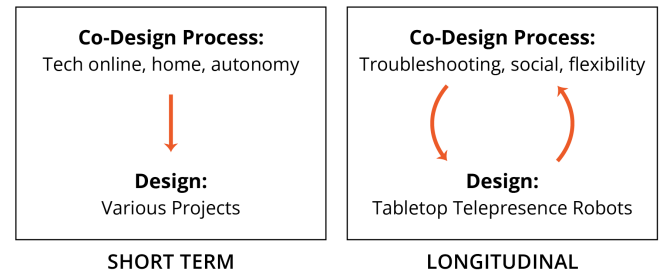 Co-Design Process:
Tech online, home, autonomy
Design:
Various Projects
SHORT TERM
Co-Design Process:
Troubleshooting, social, flexibility
Design:
Tabletop Telepresence Robots
LONGITUDINAL